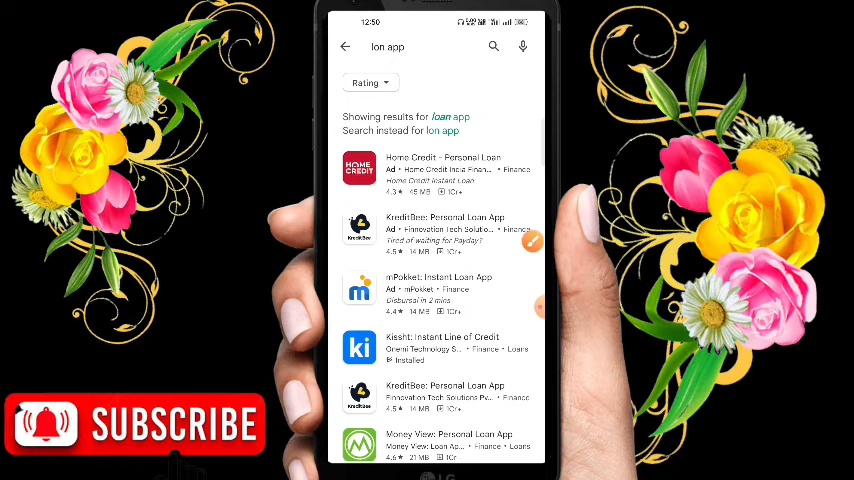 12:50
lon app
Rating
Showing results for loan app
Search instead for lon app
HOME
CREDIT
Home Credit - Personal Loan
Ad • Home Credit India Finan... • Finance
Home Credit Instant Loan
4.3★ 45 MB 1Cr+
KreditBee
KreditBee: Personal Loan App
Ad • Finnovation Tech Solutio... • Finance
Tired of waiting for Payday?
4.5★ 14 MB 1Cr+
m
mPokket: Instant Loan App
Ad • mPokket • Finance
Disbursal in 2 mins
4.4★ 14 MB 1Cr+
ki
Kissht: Instant Line of Credit
Onemi Technology S... • Finance • Loans
Installed
KreditBee
KreditBee: Personal Loan App
Finnovation Tech Solutions Pv... • Finance
4.5★ 14 MB 1Cr+
Money View: Personal Loan App
Money View: Loan Ap... • Finance • Loans
4.6★ 21 MB 1Cr
SUBSCRIBE
LG